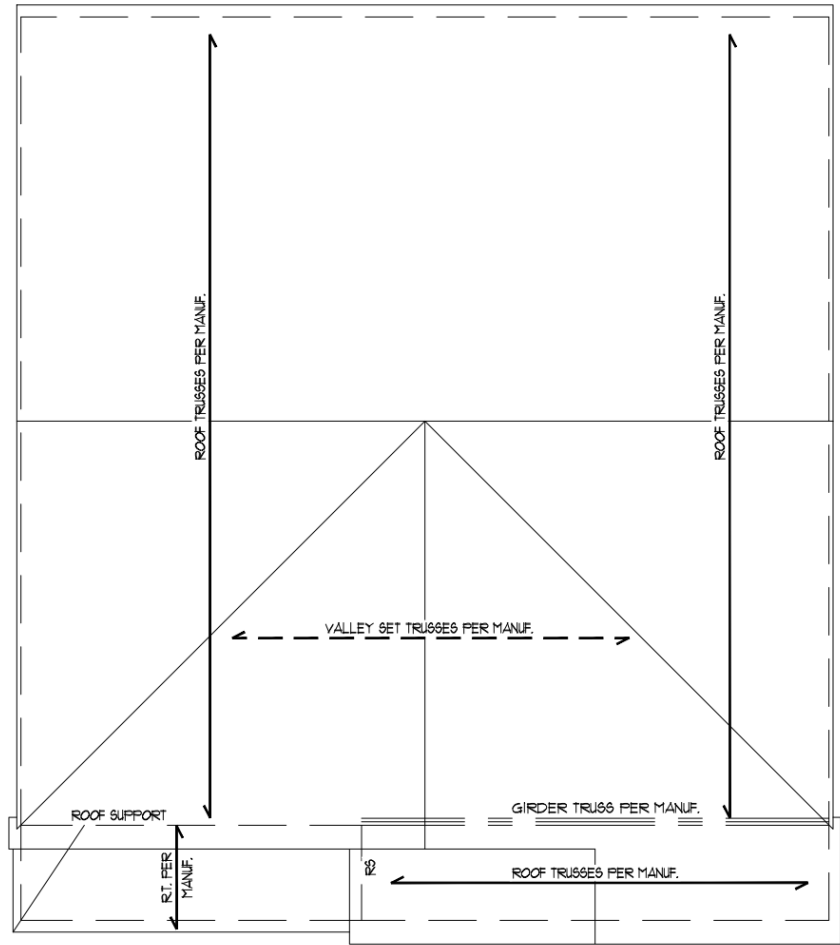 ROOF TRUSSES PER MANUF.
ROOF TRUSSES PER MANUF.
VALLEY SET TRUSSES PER MANUF.
GIRDER TRUSS PER MANUF.
ROOF SUPPORT
R.T. PER
MANUF.
RS
ROOF TRUSSES PER MANUF.